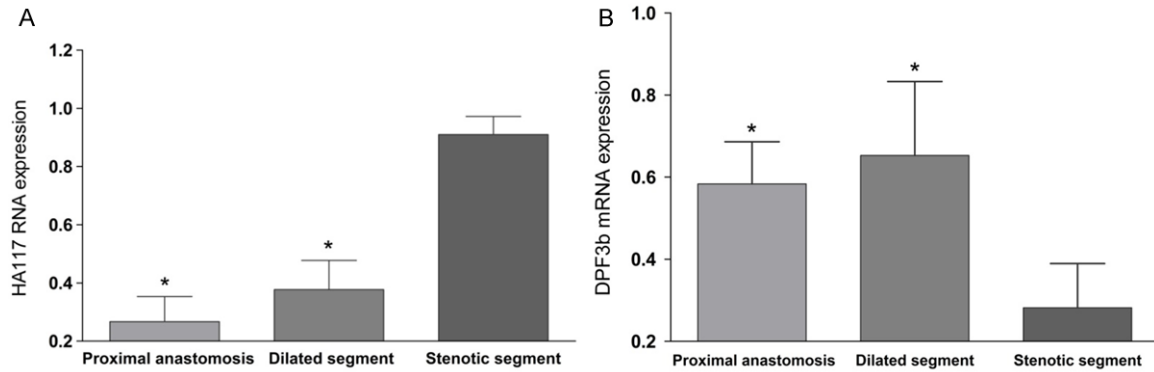 A
HA117 RNA expression
1.2
1.0
0.8
0.6
0.4
0.2
*
*
Proximal anastomosis Dilated segment Stenotic segment
B
DPF3b mRNA expression
1.0
0.8
0.6
0.4
0.2
*
*
Proximal anastomosis Dilated segment Stenotic segment